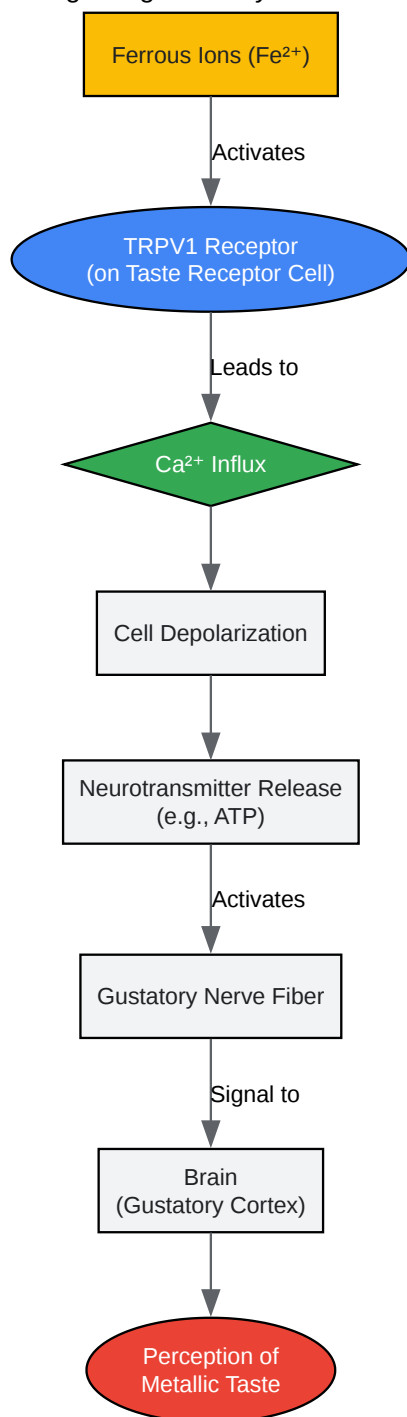 Ferrous Ions (Fe²⁺)
Activates
TRPV1 Receptor
(on Taste Receptor Cell)
Leads to
Ca²⁺ Influx
Cell Depolarization
Neurotransmitter Release
(e.g., ATP)
Activates
Gustatory Nerve Fiber
Signal to
Brain
(Gustatory Cortex)
Perception of
Metallic Taste